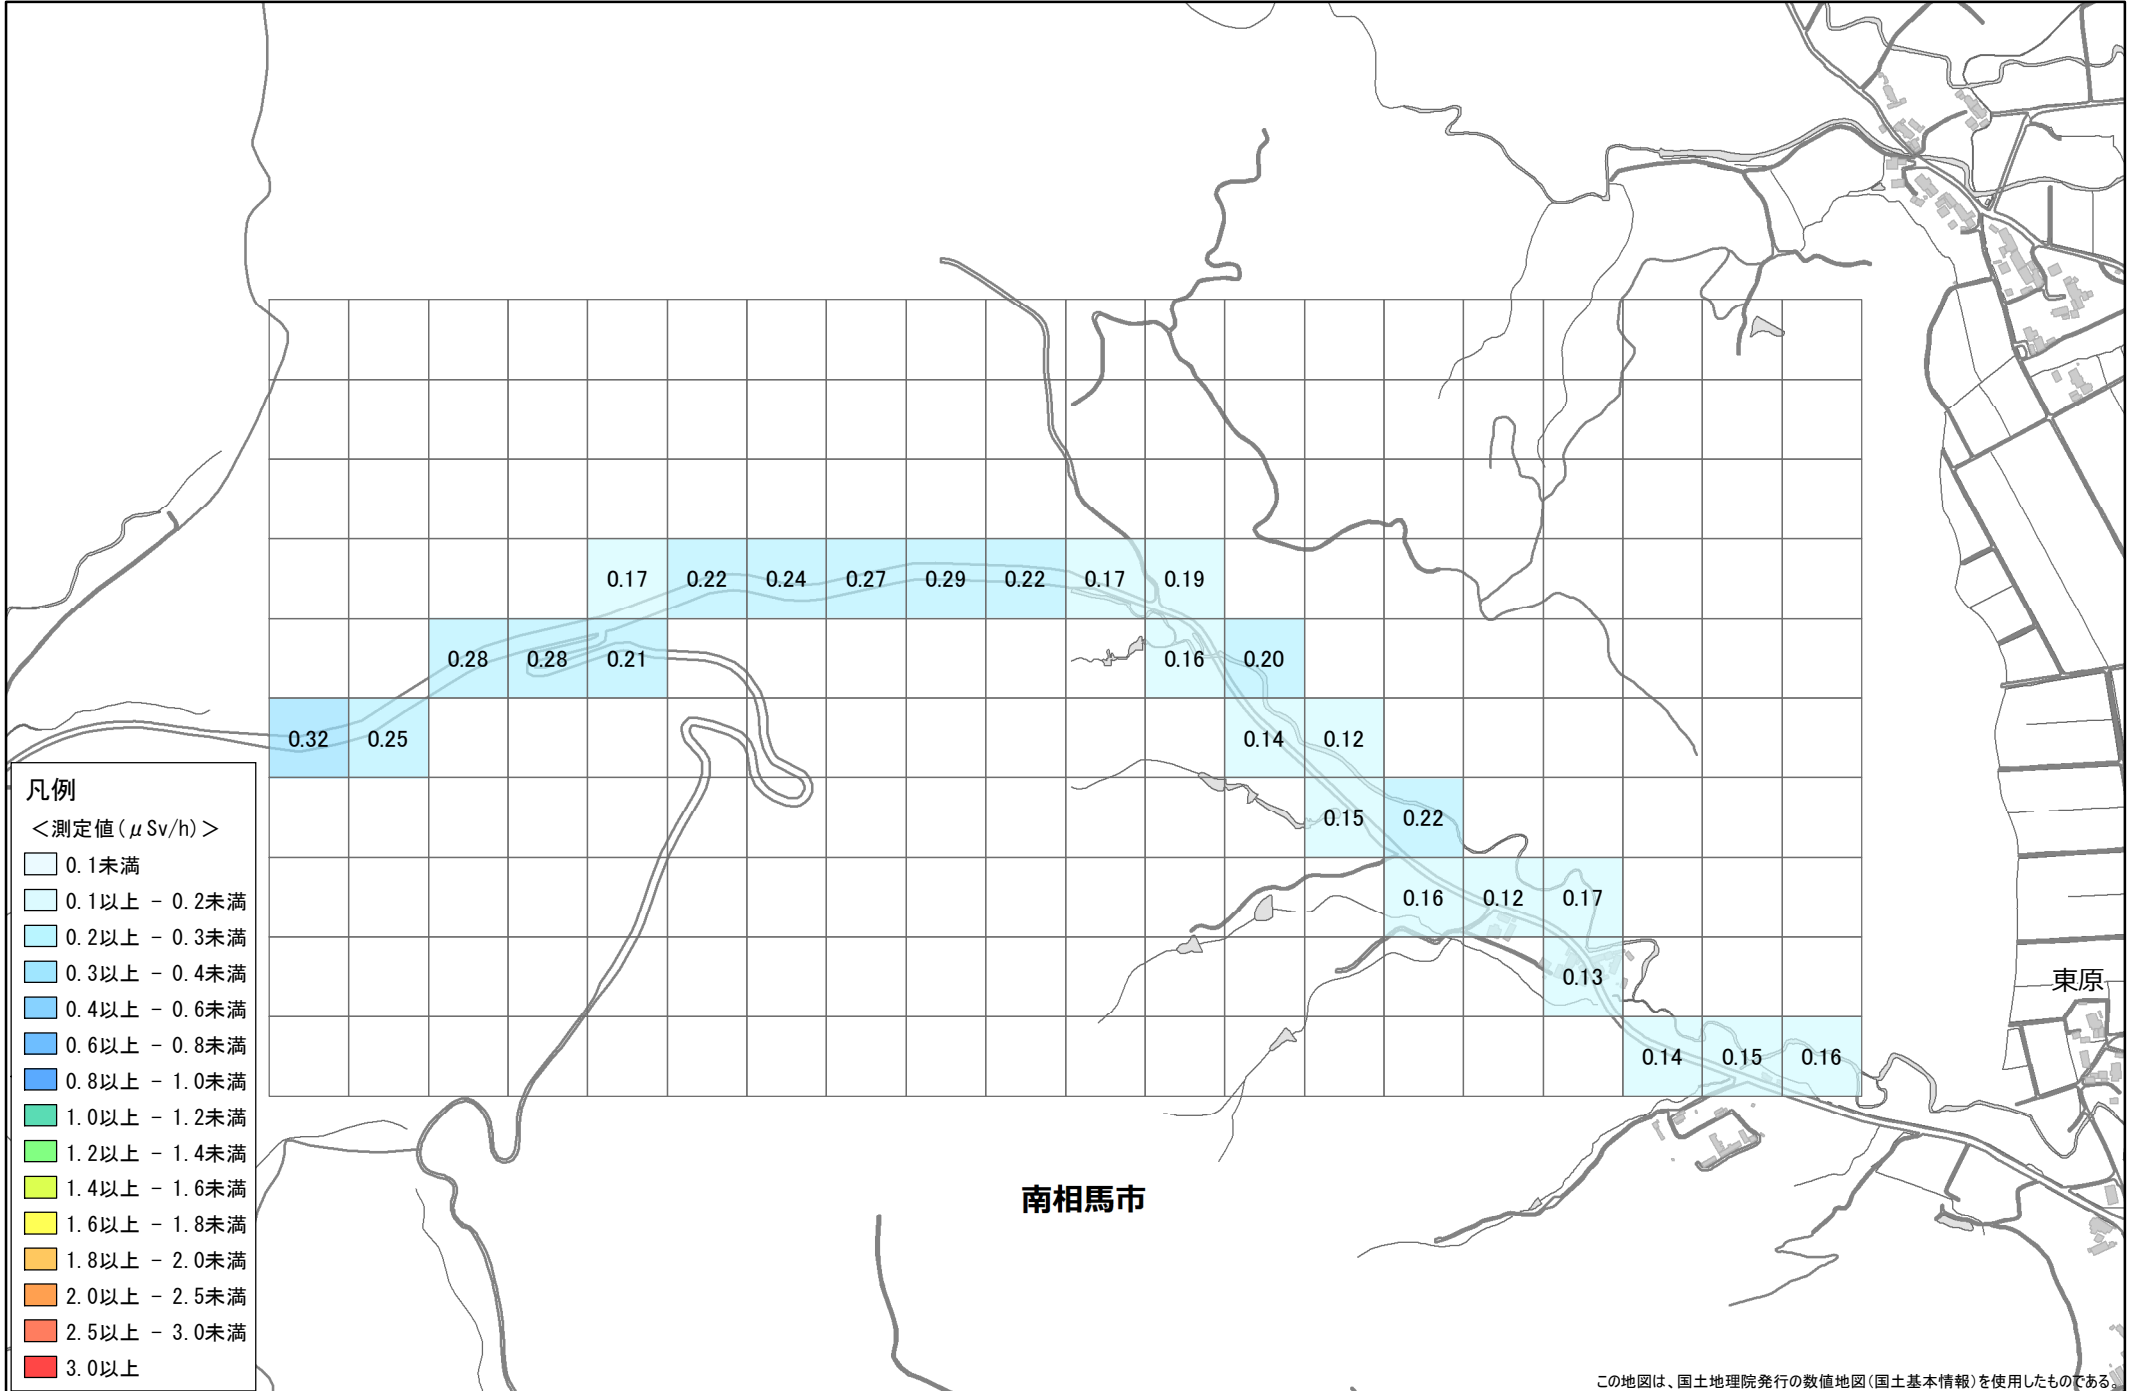 0.17 0.22 0.24 0.27 0.29 0.22 0.17 0.19
0.28 0.28 0.21 0.16 0.20
0.32 0.25 0.14 0.12
0.15 0.22
0.16 0.12 0.17
0.13
東原
0.14 0.15 0.16
南相馬市
凡例
＜測定値(μSv/h)＞
0.1未満
0.1以上 - 0.2未満
0.2以上 - 0.3未満
0.3以上 - 0.4未満
0.4以上 - 0.6未満
0.6以上 - 0.8未満
0.8以上 - 1.0未満
1.0以上 - 1.2未満
1.2以上 - 1.4未満
1.4以上 - 1.6未満
1.6以上 - 1.8未満
1.8以上 - 2.0未満
2.0以上 - 2.5未満
2.5以上 - 3.0未満
3.0以上
この地図は、国土地理院発行の数値地図(国土基本情報)を使用したものである。